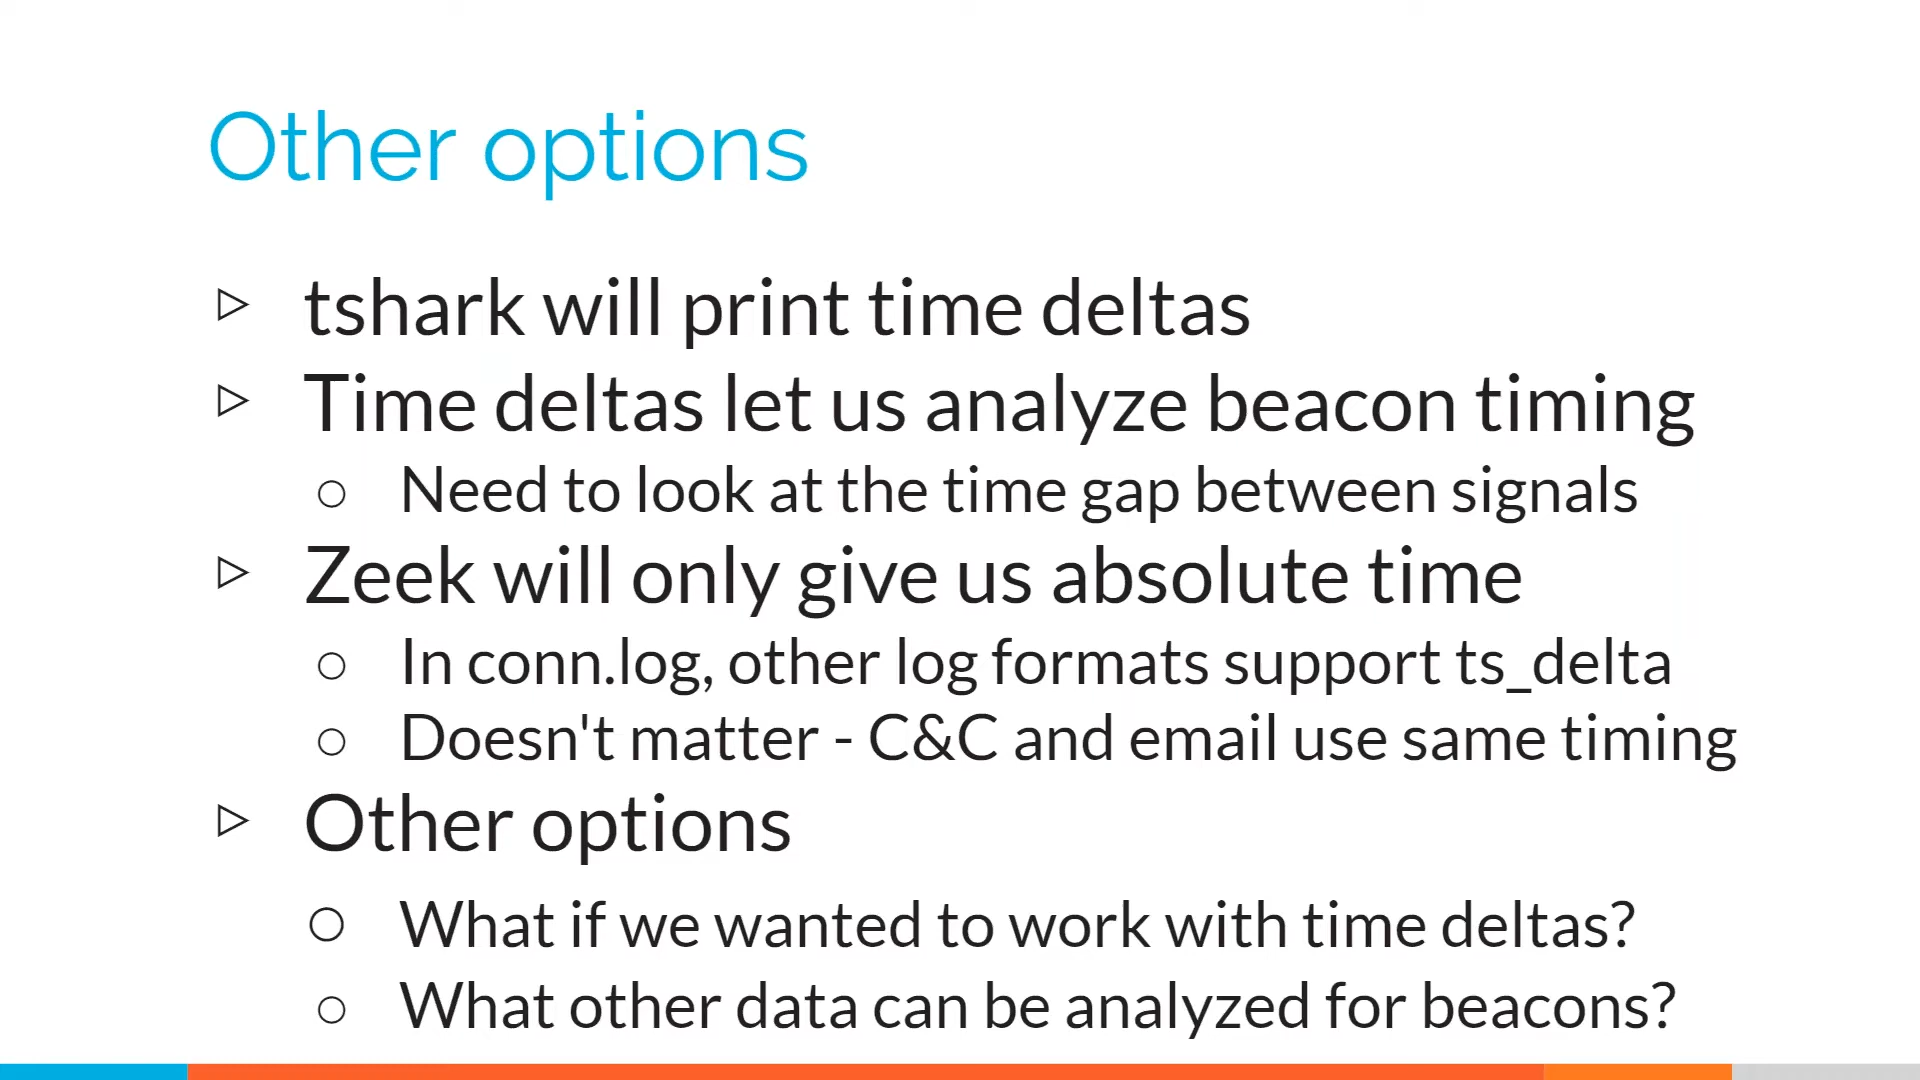 Other options
tshark will print time deltas
Time deltas let us analyze beacon timing
Need to look at the time gap between signals
Zeek will only give us absolute time
In conn.log, other log formats support ts_delta
Doesn't matter - C&C and email use same timing
Other options
What if we wanted to work with time deltas?
What other data can be analyzed for beacons?